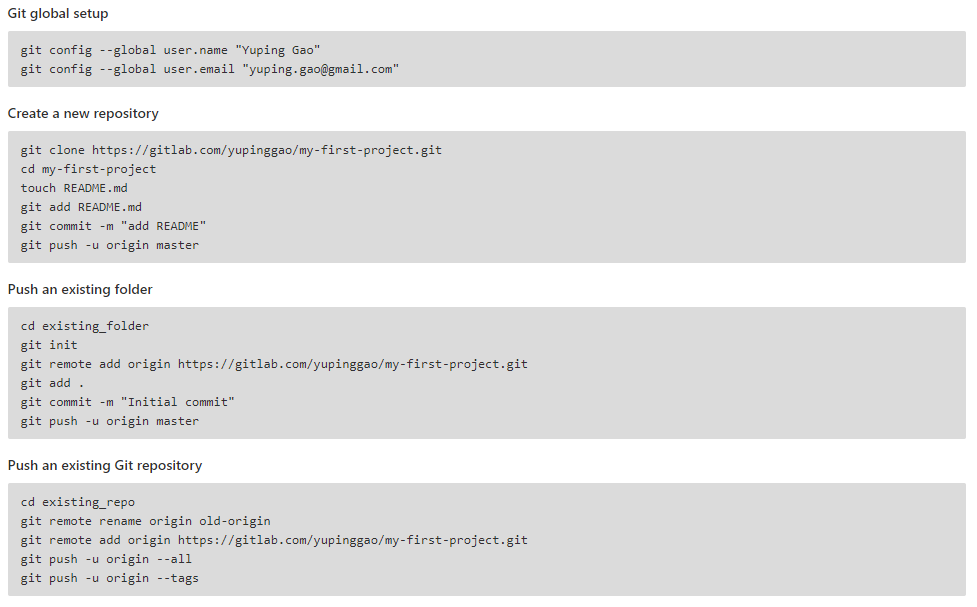 Git global setup
git config --global user.name "Yuping Gao"
git config --global user.email "yuping.gao@gmail.com"
Create a new repository
git clone https://gitlab.com/yupinggao/my-first-project.git
cd my-first-project
touch README.md
git add README.md
git commit -m "add README"
git push -u origin master
Push an existing folder
cd existing_folder
git init
git remote add origin https://gitlab.com/yupinggao/my-first-project.git
git add .
git commit -m "Initial commit"
git push -u origin master
Push an existing Git repository
cd existing_repo
git remote rename origin old-origin
git remote add origin https://gitlab.com/yupinggao/my-first-project.git
git push -u origin --all
git push -u origin --tags